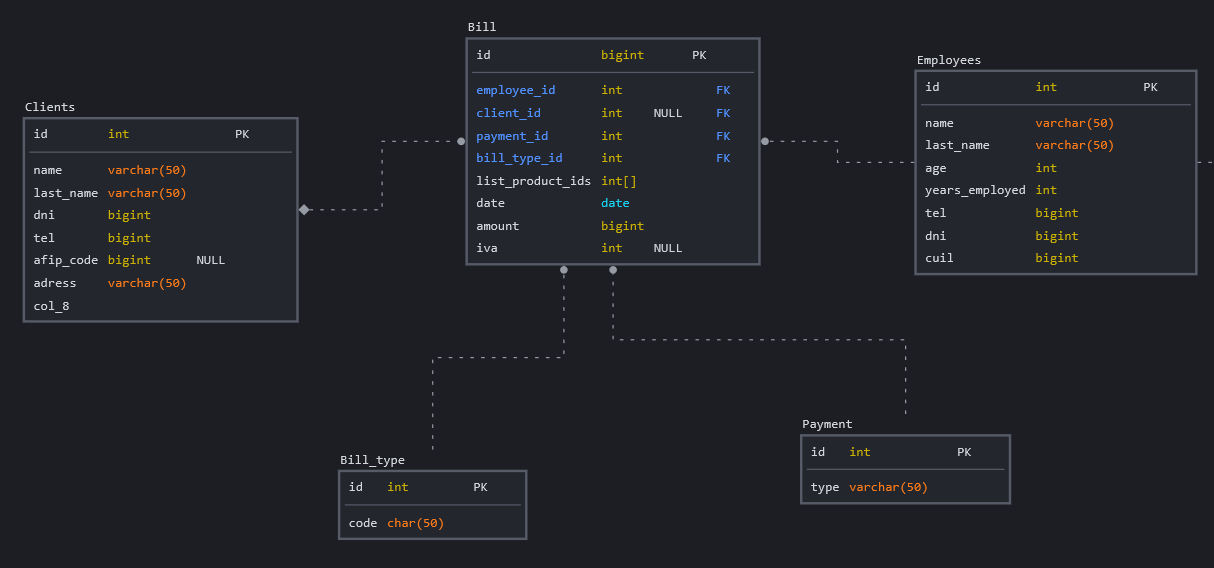 Bill
id bigint PK
employee_id int FK
client_id int NULL FK
payment_id int FK
bill_type_id int FK
list_product_ids int[]
date date
amount bigint
iva int NULL
Employees
id int PK
name varchar(50)
last_name varchar(50)
age int
years_employed int
tel bigint
dni bigint
cuil bigint
Clients
id int PK
name varchar(50)
last_name varchar(50)
dni bigint
tel bigint
afip_code bigint NULL
adress varchar(50)
col_8
Payment
id int PK
type varchar(50)
Bill_type
id int PK
code char(50)